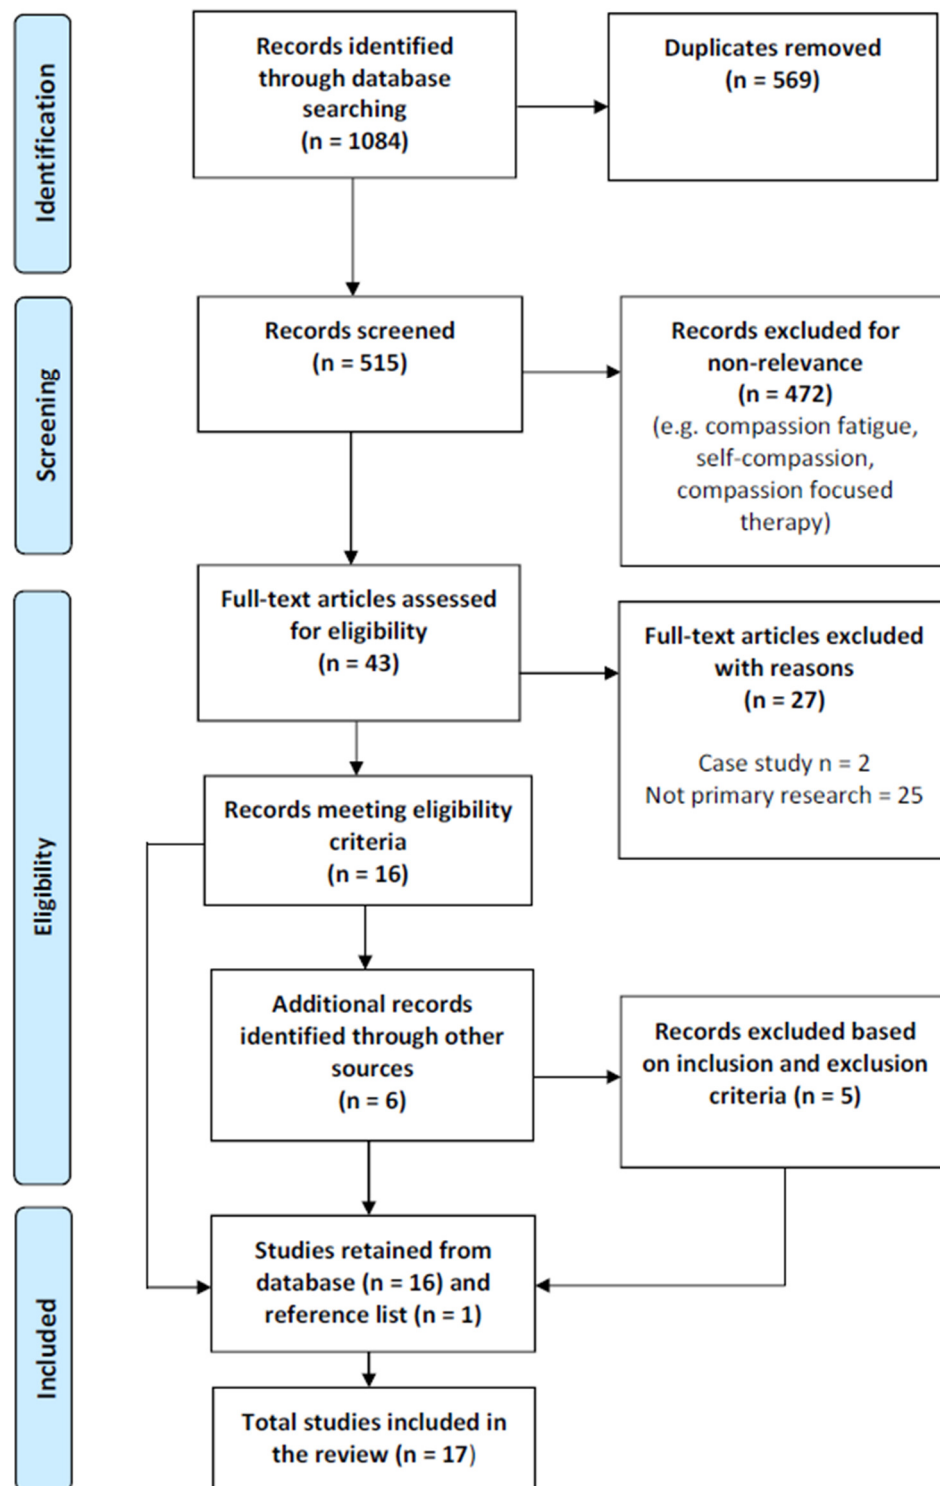 Identification
Records identified
through database
searching
(n = 1084)
Duplicates removed
(n = 569)
Screening
Records screened
(n = 515)
Records excluded for
non-relevance
(n = 472)
(e.g. compassion fatigue,
self-compassion,
compassion focused
therapy)
Eligibility
Full-text articles assessed
for eligibility
(n = 43)
Full-text articles excluded
with reasons
(n = 27)
Case study n = 2
Not primary research = 25
Records meeting eligibility
criteria
(n = 16)
Additional records
identified through other
sources
(n = 6)
Records excluded based
on inclusion and exclusion
criteria (n = 5)
Included
Studies retained from
database (n = 16) and
reference list (n = 1)
Total studies included in
the review (n = 17)